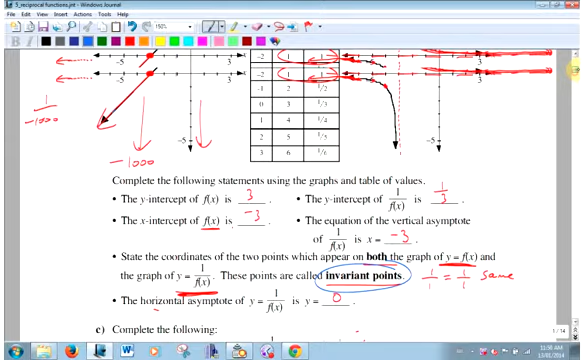 5_reciprocal functions.jnt - Windows Journal
File Edit View Insert Actions Tools Help
150%
-5 3 -5 3
-2 1 1
-2 1 1
-1 2 1/2
0 3 1/3
1 4 1/4
2 5 1/5
3 6 1/6
-5 -5
1/-1000
-1000
Complete the following statements using the graphs and table of values.
• The y-intercept of f(x) is 3 .
• The y-intercept of 1/f(x) is 1/3 .
• The x-intercept of f(x) is -3 .
• The equation of the vertical asymptote
of 1/f(x) is x = -3 .
• State the coordinates of the two points which appear on both the graph of y = f(x) and
the graph of y = 1/f(x) . These points are called invariant points.
1/1 = 1/1 same
• The horizontal asymptote of y = 1/f(x) is y = 0 .
c) Complete the following:
1 / 14
11:08 AM
13/01/2014